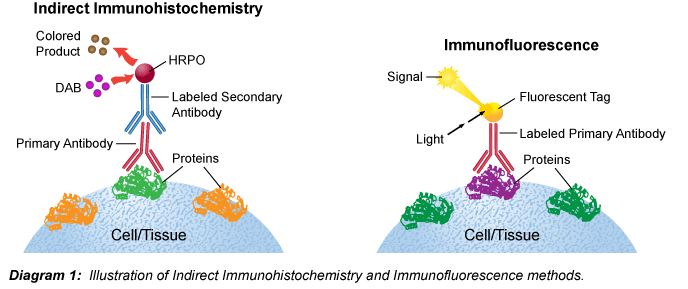 Indirect Immunohistochemistry
Colored
Product
HRPO
DAB
Labeled Secondary
Antibody
Primary Antibody
Proteins
Cell/Tissue
Immunofluorescence
Signal
Fluorescent Tag
Light
Labeled Primary Antibody
Proteins
Cell/Tissue
Diagram 1: Illustration of Indirect Immunohistochemistry and Immunofluorescence methods.